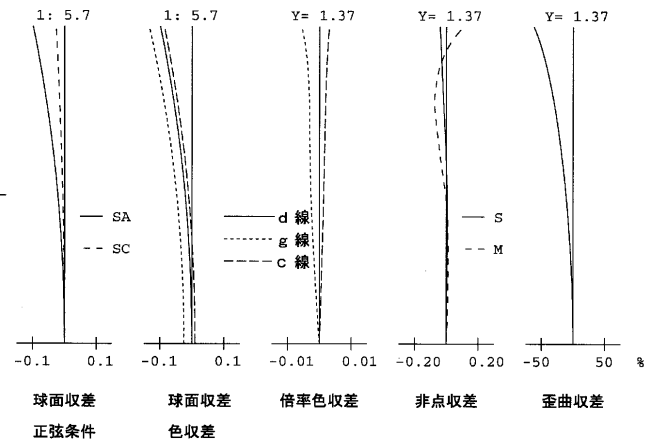 1: 5.7
1: 5.7
Y= 1.37
Y= 1.37
Y= 1.37
SA
SC
d 線
g 線
c 線
S
M
-0.1 0.1
-0.1 0.1
-0.01 0.01
-0.20 0.20
-50 50 %
球面収差
正弦条件
球面収差
色収差
倍率色収差
非点収差
歪曲収差